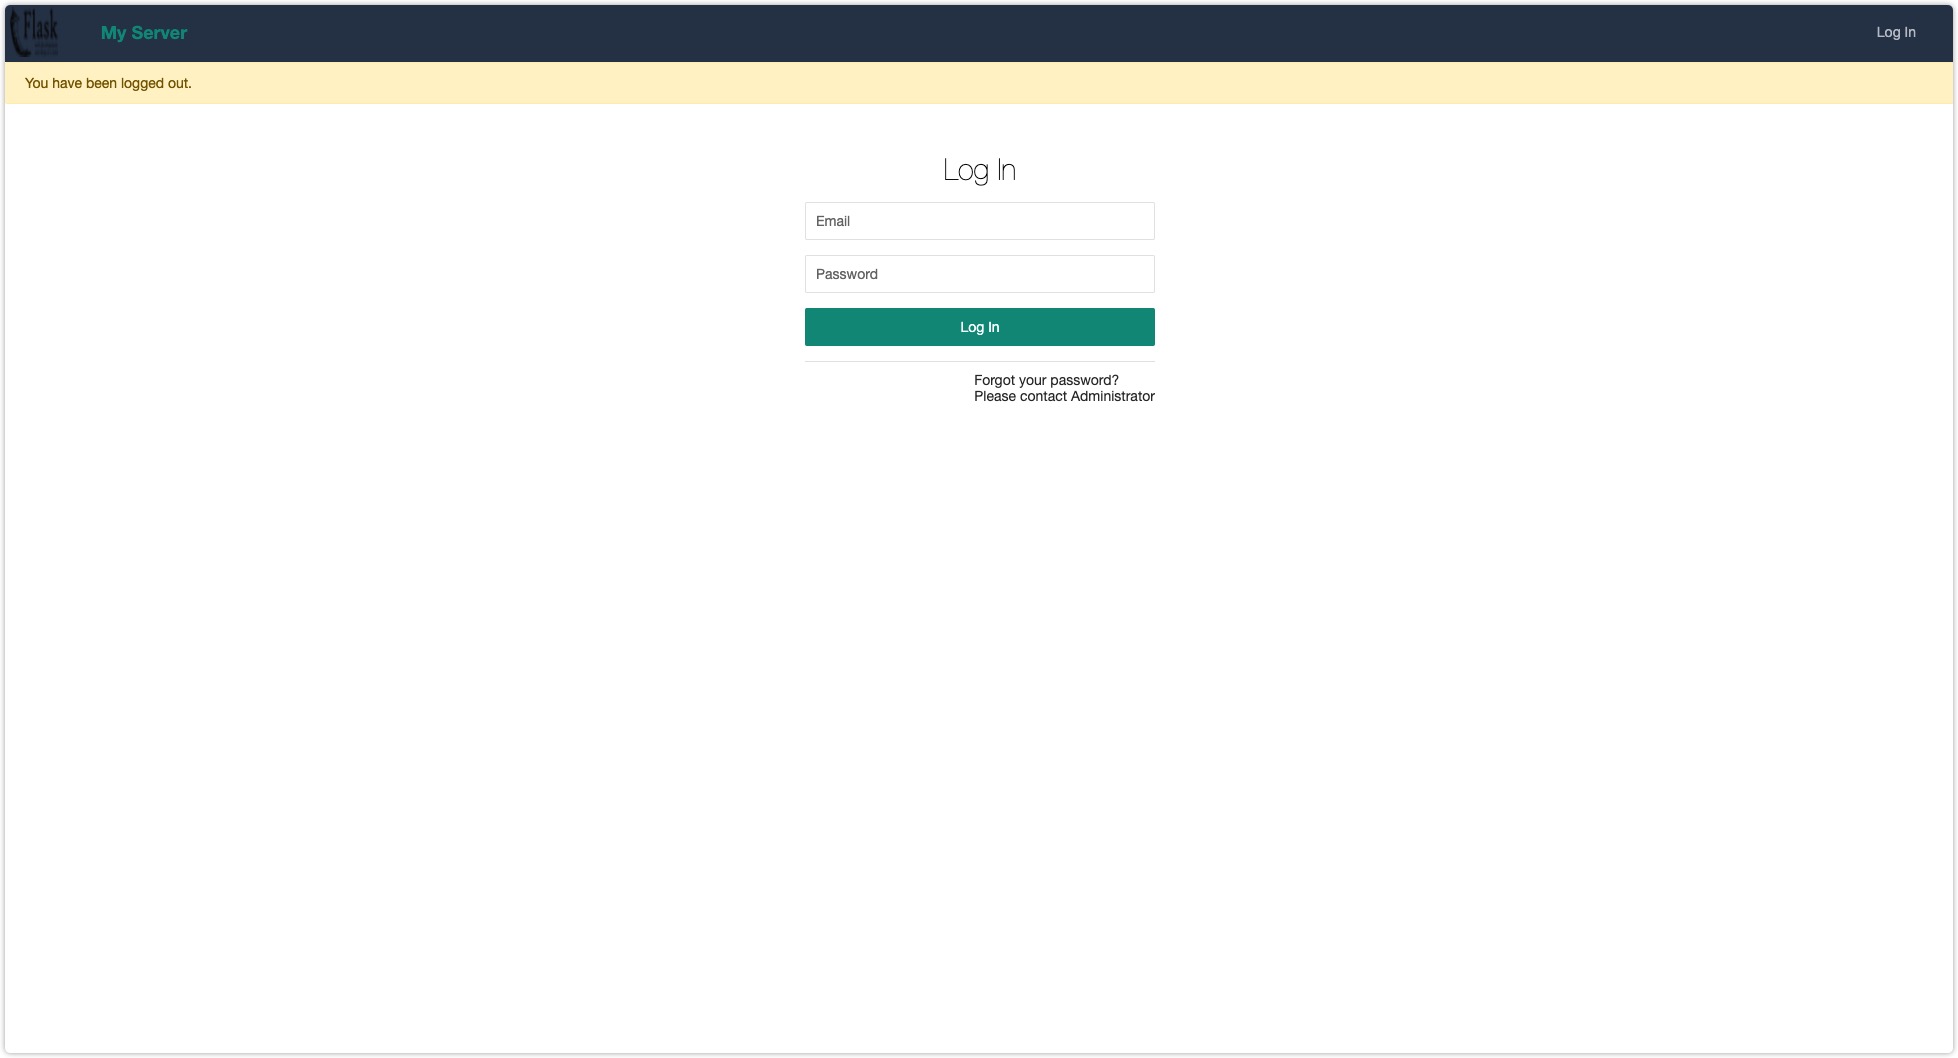 Flask
My Server
Log In
You have been logged out.
Log In
Email
Password
Log In
Forgot your password?
Please contact Administrator